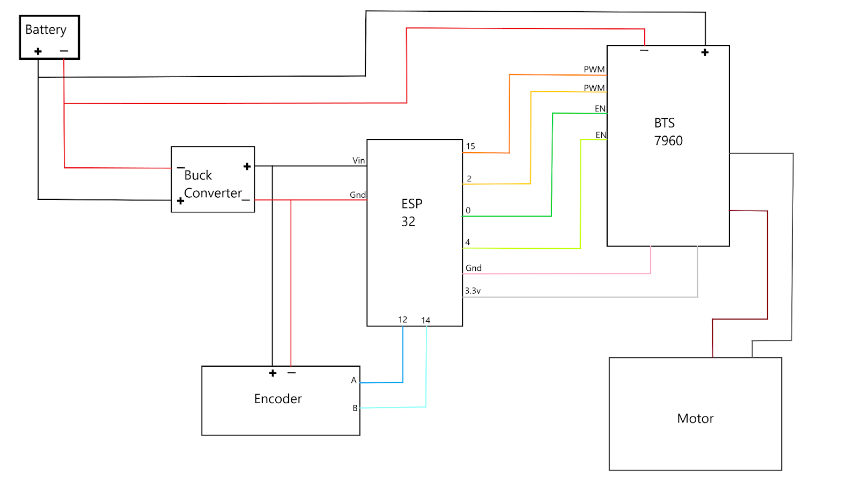 Battery
+ −
− +
PWM
PWM
BTS
7960
EN
EN
15
Vin
− +
Buck
Converter
+ −
2
Gnd
ESP
32
0
4
Gnd
3.3v
12 14
+ −
A
Encoder
B
Motor